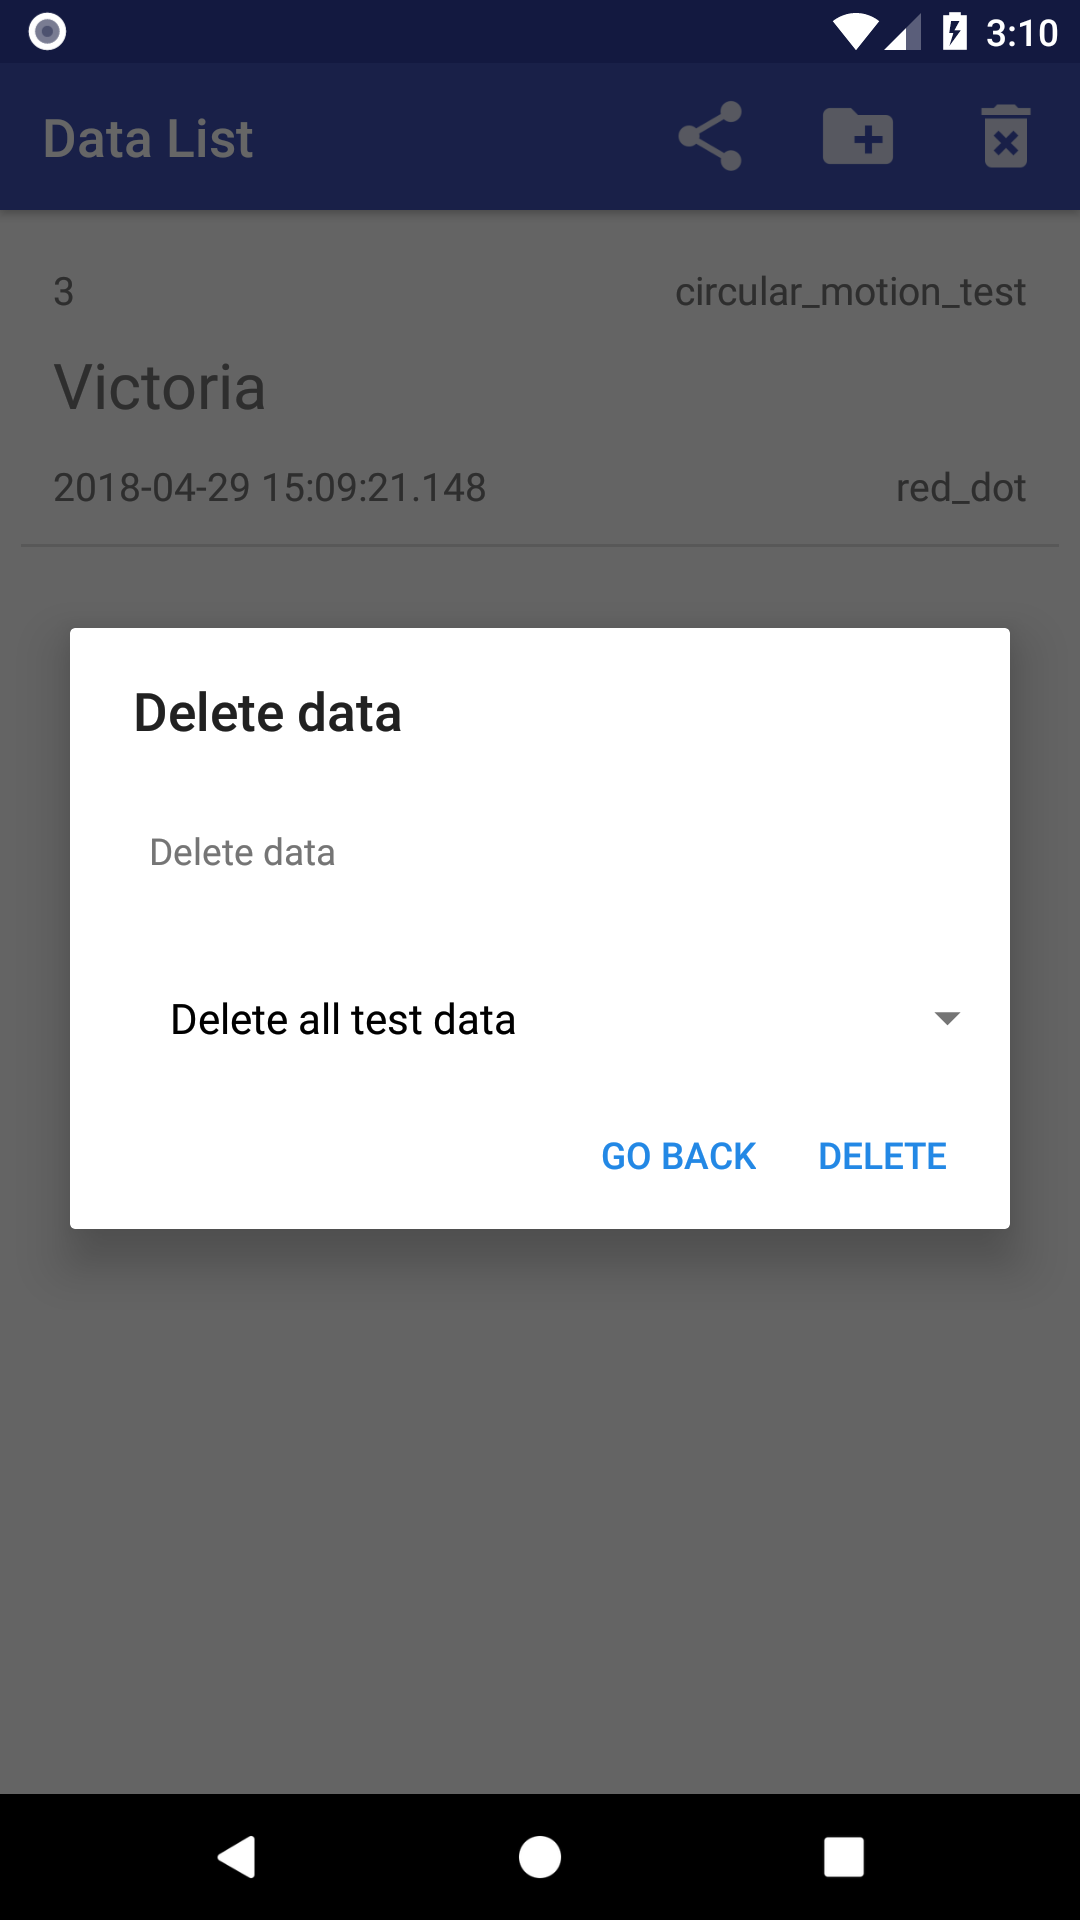 3:10
Data List
3 circular_motion_test
Victoria
2018-04-29 15:09:21.148 red_dot
Delete data
Delete data
Delete all test data
GO BACK DELETE